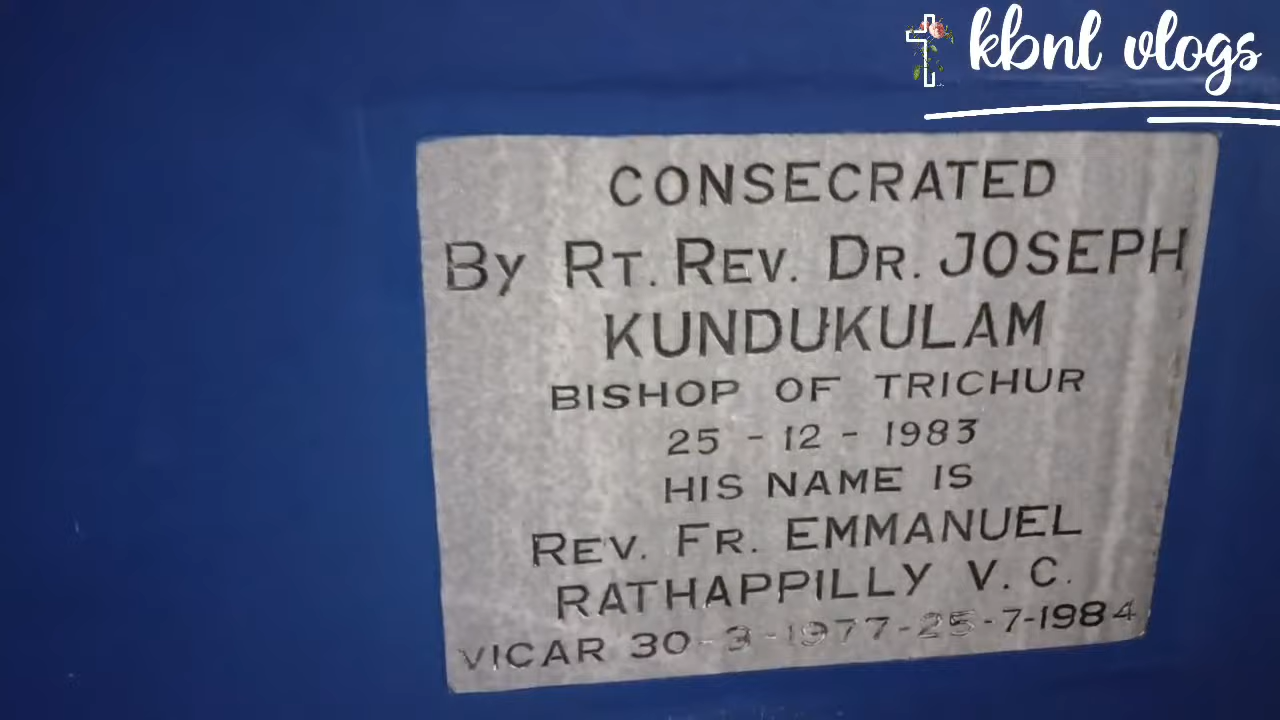 kbnl vlogs
CONSECRATED
By RT. REV. DR. JOSEPH
KUNDUKULAM
BISHOP OF TRICHUR
25 - 12 - 1983
HIS NAME IS
REV. FR. EMMANUEL
RATHAPPILLY V. C.
VICAR 30-3-1977-25-7-1984